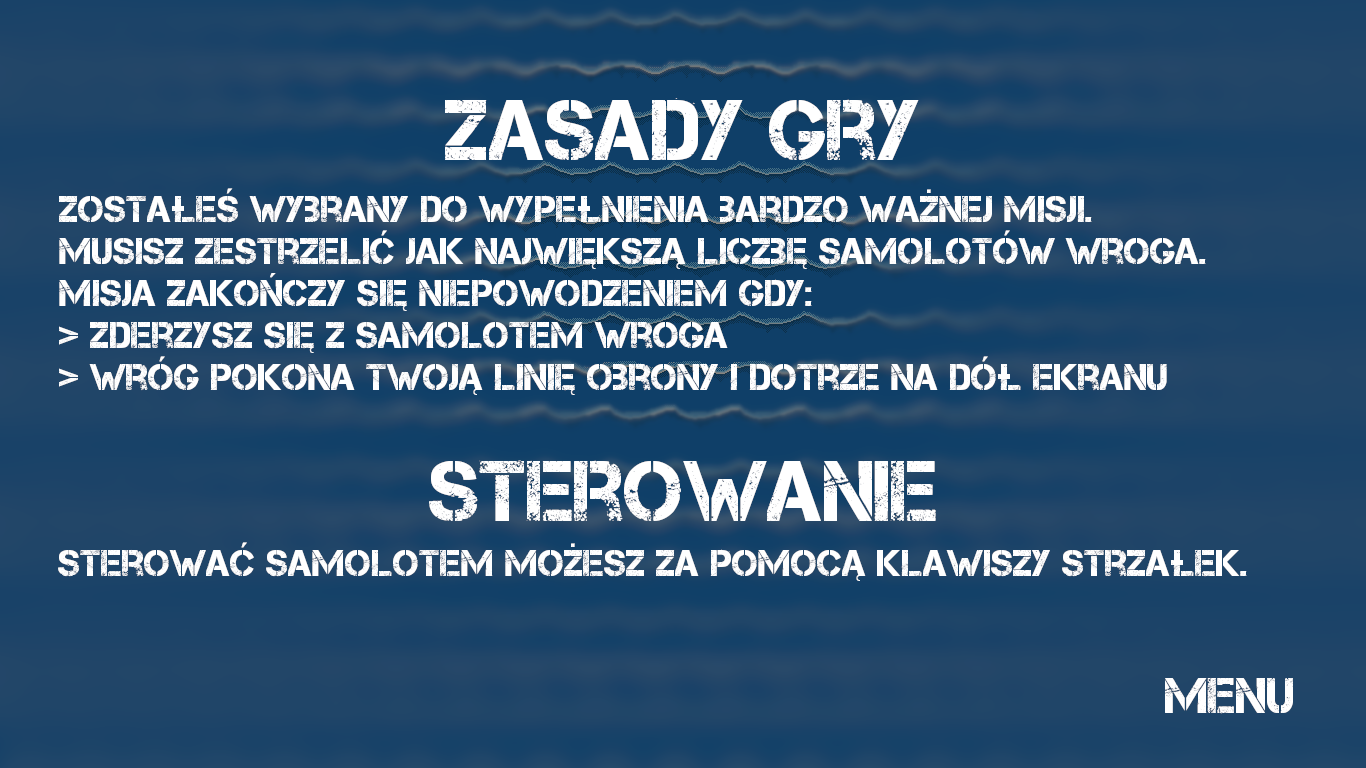 ZASADY GRY
ZOSTAŁEŚ WYBRANY DO WYPEŁNIENIA BARDZO WAŻNEJ MISJI.
MUSISZ ZESTRZELIĆ JAK NAJWIĘKSZĄ LICZBĘ SAMOLOTÓW WROGA.
MISJA ZAKOŃCZY SIĘ NIEPOWODZENIEM GDY:
> ZDERZYSZ SIĘ Z SAMOLOTEM WROGA
> WRÓG POKONA TWOJĄ LINIĘ OBRONY I DOTRZE NA DÓŁ EKRANU
STEROWANIE
STEROWAĆ SAMOLOTEM MOŻESZ ZA POMOCĄ KLAWISZY STRZAŁEK.
MENU